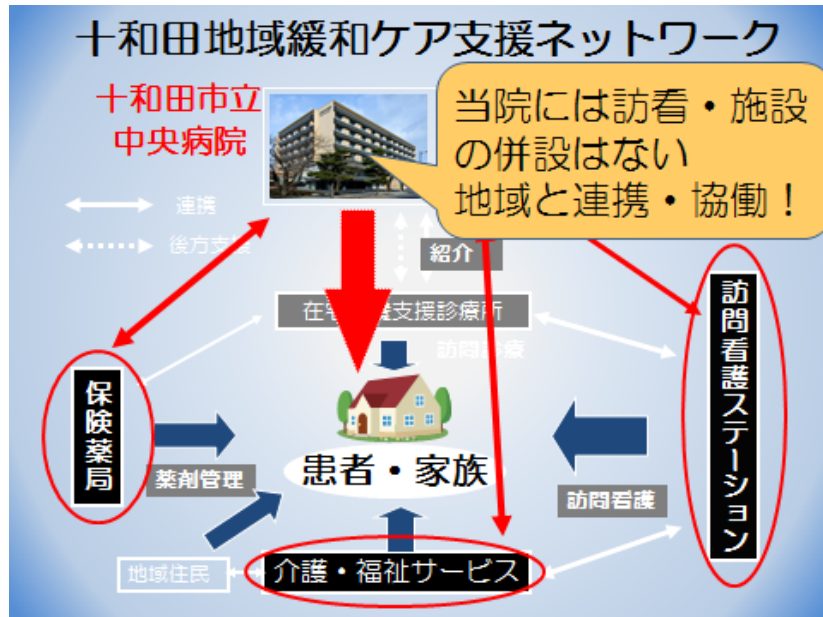 十和田地域緩和ケア支援ネットワーク
十和田市立
中央病院
当院には訪看・施設
の併設はない
地域と連携・協働！
連携
後方支援
紹介
在宅 支援診療所
訪問診療
保険薬局
薬剤管理
患者・家族
訪問看護
訪問看護ステーション
地域住民
介護・福祉サービス